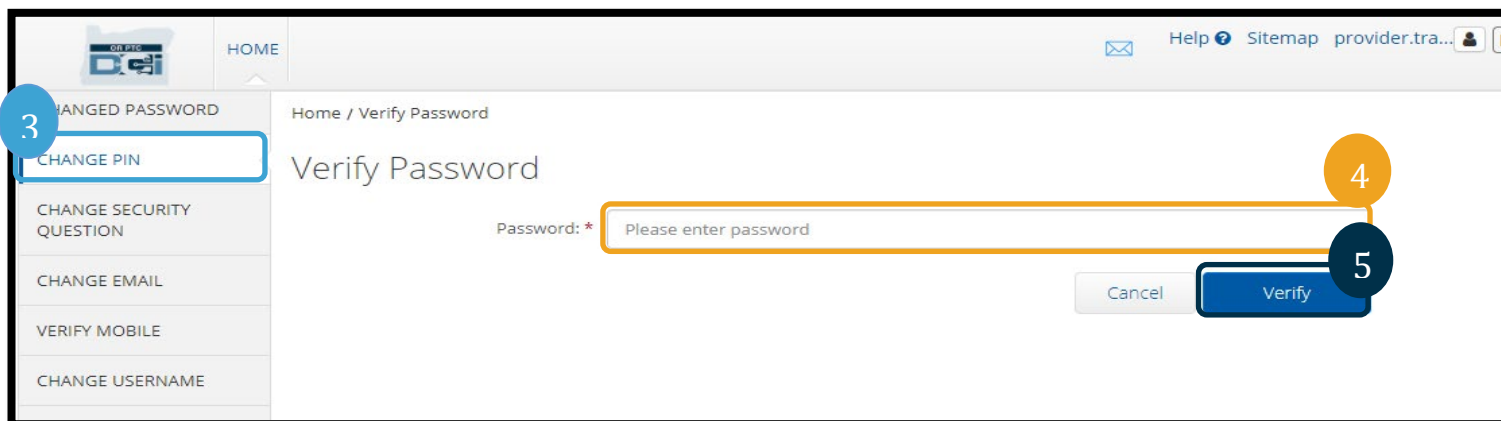 OR PTC
DCi
HOME
Help ? Sitemap provider.tra...
3
CHANGED PASSWORD
CHANGE PIN
CHANGE SECURITY
QUESTION
CHANGE EMAIL
VERIFY MOBILE
CHANGE USERNAME
Home / Verify Password
Verify Password
4
Password: * Please enter password
5
Cancel Verify